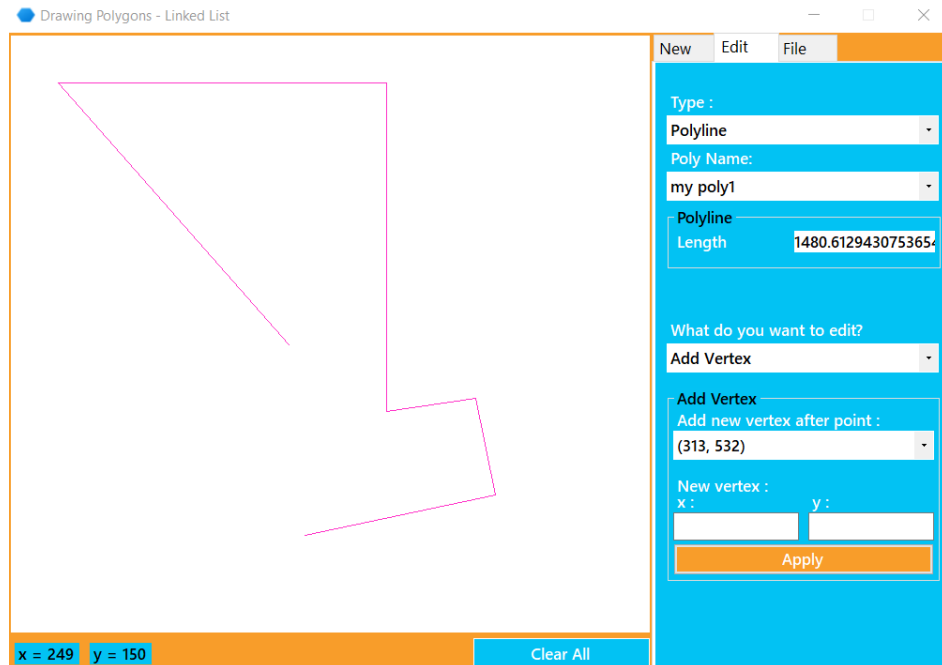 Drawing Polygons - Linked List
New Edit File
Type :
Polyline
Poly Name:
my poly1
Polyline
Length 1480.6129430753654
What do you want to edit?
Add Vertex
Add Vertex
Add new vertex after point :
(313, 532)
New vertex :
x : y :
Apply
x = 249 y = 150 Clear All